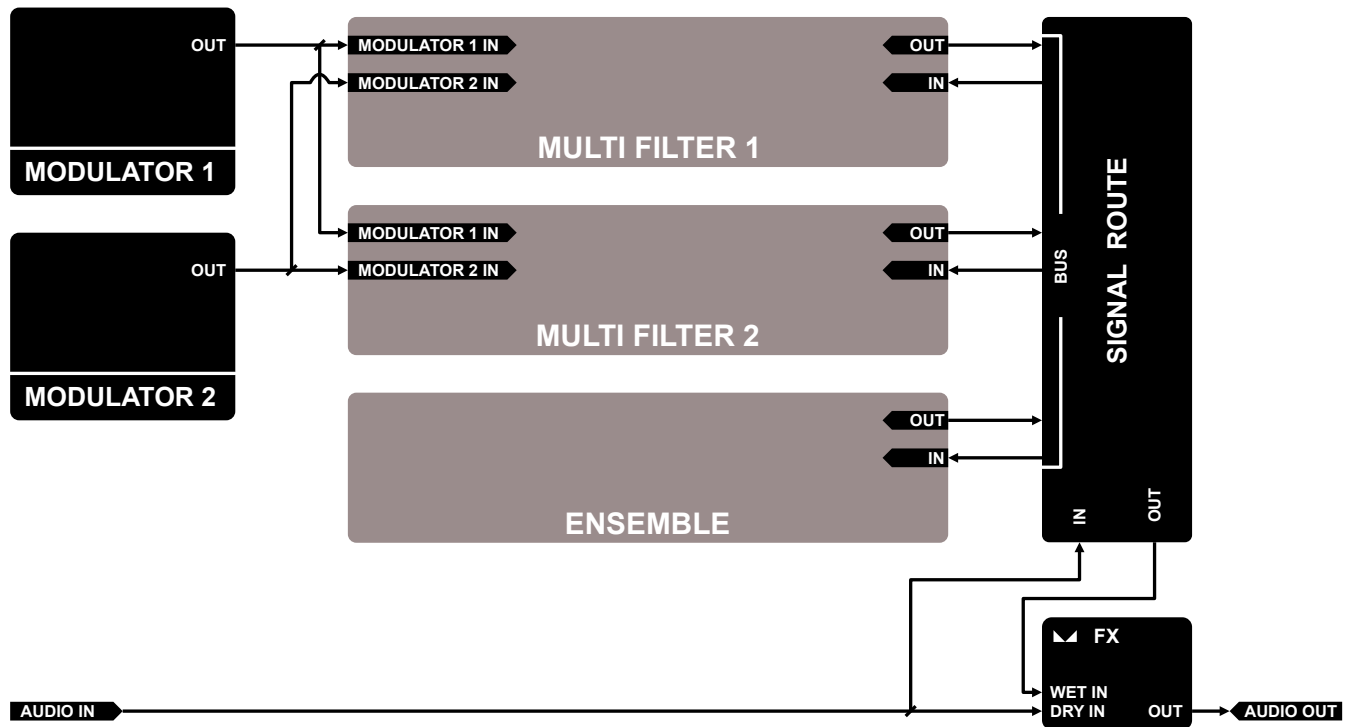 OUT
MODULATOR 1
OUT
MODULATOR 2
MODULATOR 1 IN
MODULATOR 2 IN
OUT
IN
MULTI FILTER 1
MODULATOR 1 IN
MODULATOR 2 IN
OUT
IN
MULTI FILTER 2
OUT
IN
ENSEMBLE
BUS
SIGNAL ROUTE
IN
OUT
FX
WET IN
DRY IN
OUT
AUDIO IN
AUDIO OUT